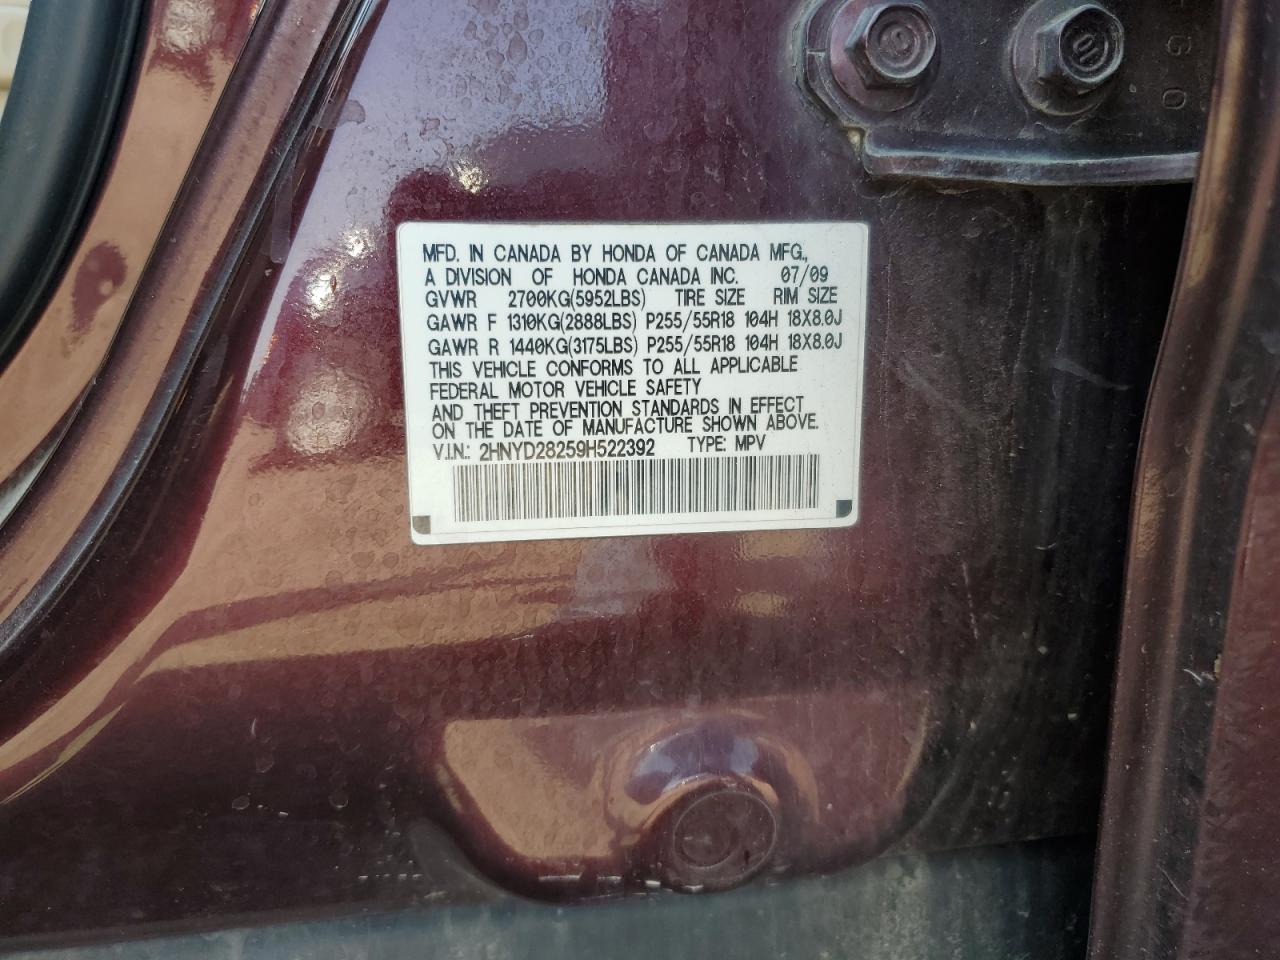 MFD. IN CANADA BY HONDA OF CANADA MFG.,
A DIVISION OF HONDA CANADA INC. 07/09
GVWR 2700KG(5952LBS) TIRE SIZE RIM SIZE
GAWR F 1310KG(2888LBS) P255/55R18 104H 18X8.0J
GAWR R 1440KG(3175LBS) P255/55R18 104H 18X8.0J
THIS VEHICLE CONFORMS TO ALL APPLICABLE
FEDERAL MOTOR VEHICLE SAFETY
AND THEFT PREVENTION STANDARDS IN EFFECT
ON THE DATE OF MANUFACTURE SHOWN ABOVE.
V.I.N.: 2HNYD28259H522392 TYPE: MPV